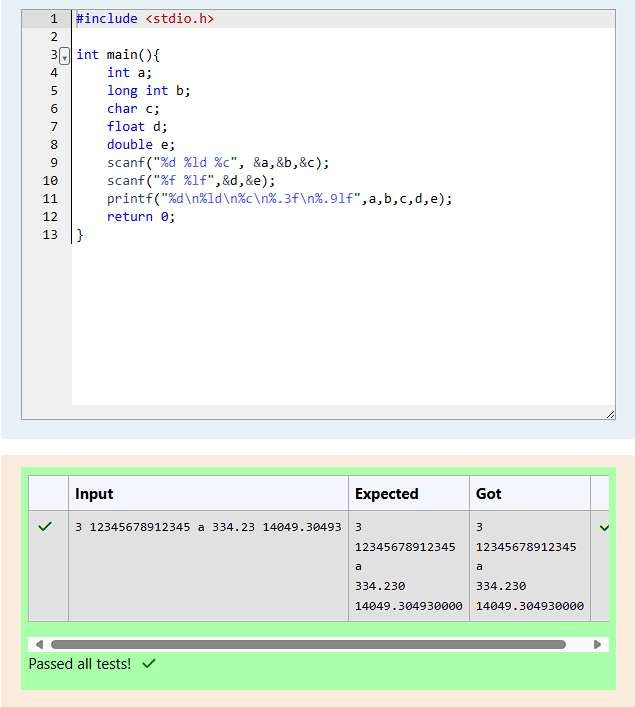 1 #include <stdio.h>
2
3 int main(){
4     int a;
5     long int b;
6     char c;
7     float d;
8     double e;
9     scanf("%d %ld %c", &a,&b,&c);
10     scanf("%f %lf",&d,&e);
11     printf("%d\n%ld\n%c\n%.3f\n%.9lf",a,b,c,d,e);
12     return 0;
13 }
Input Expected Got
3 12345678912345 a 334.23 14049.30493 3 3
12345678912345 12345678912345
a a
334.230 334.230
14049.304930000 14049.304930000
Passed all tests!